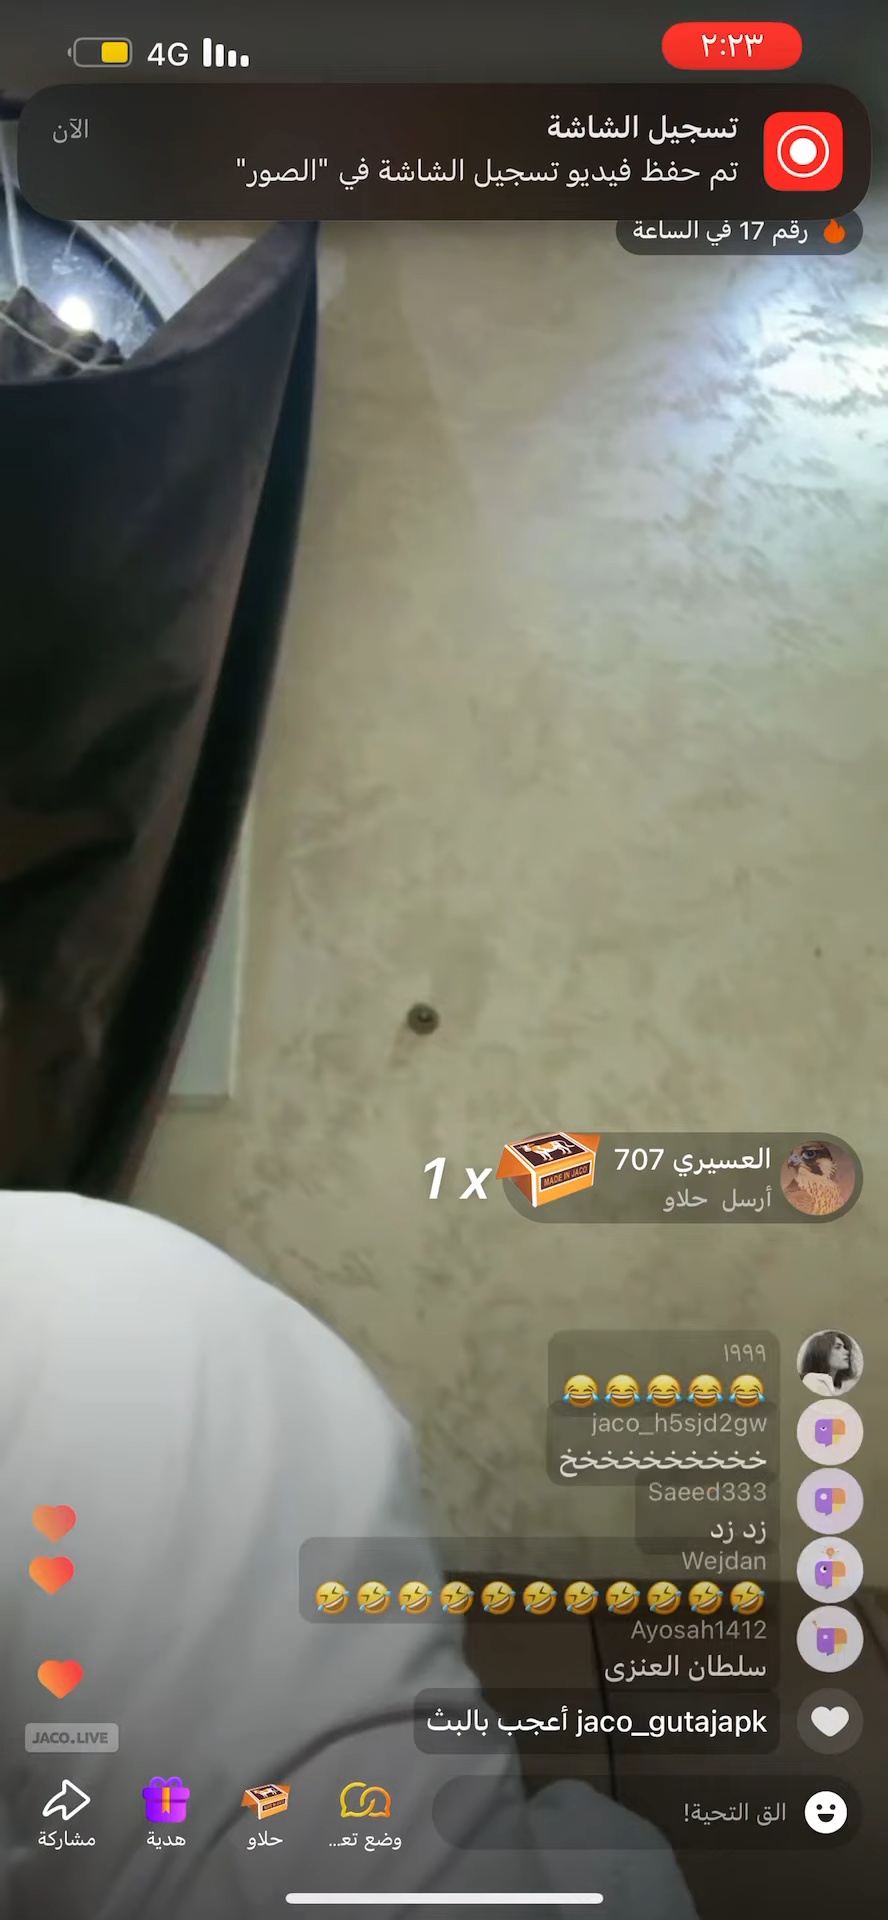 ٢:٢٣
4G
تسجيل الشاشة
الآن
تم حفظ فيديو تسجيل الشاشة في "الصور"
رقم 17 في الساعة
العسيري 707
أرسل حلاو
1 x
MADE IN JACO
١٩٩٩
😂😂😂😂😂
jaco_h5sjd2gw
خخخخخخخخخخ
Saeed333
زد زد
Wejdan
🤣🤣🤣🤣🤣🤣🤣🤣🤣🤣🤣
Ayosah1412
سلطان العنزى
jaco_gutajapk أعجب بالبث
JACO.LIVE
الق التحية!
وضع تعـ...
حلاو
هدية
مشاركة